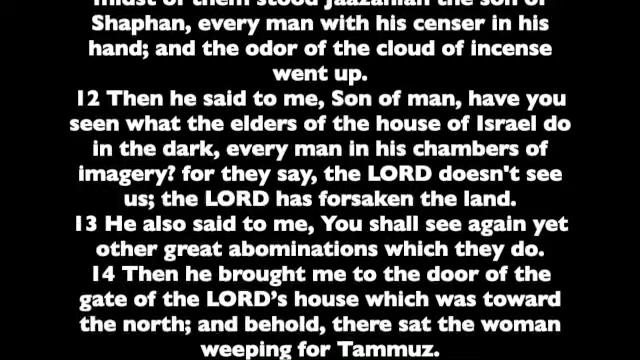 midst of them stood Jaazaniah the son of
Shaphan, every man with his censer in his
hand; and the odor of the cloud of incense
went up.
12 Then he said to me, Son of man, have you
seen what the elders of the house of Israel do
in the dark, every man in his chambers of
imagery? for they say, the LORD doesn't see
us; the LORD has forsaken the land.
13 He also said to me, You shall see again yet
other great abominations which they do.
14 Then he brought me to the door of the
gate of the LORD’s house which was toward
the north; and behold, there sat the woman
weeping for Tammuz.